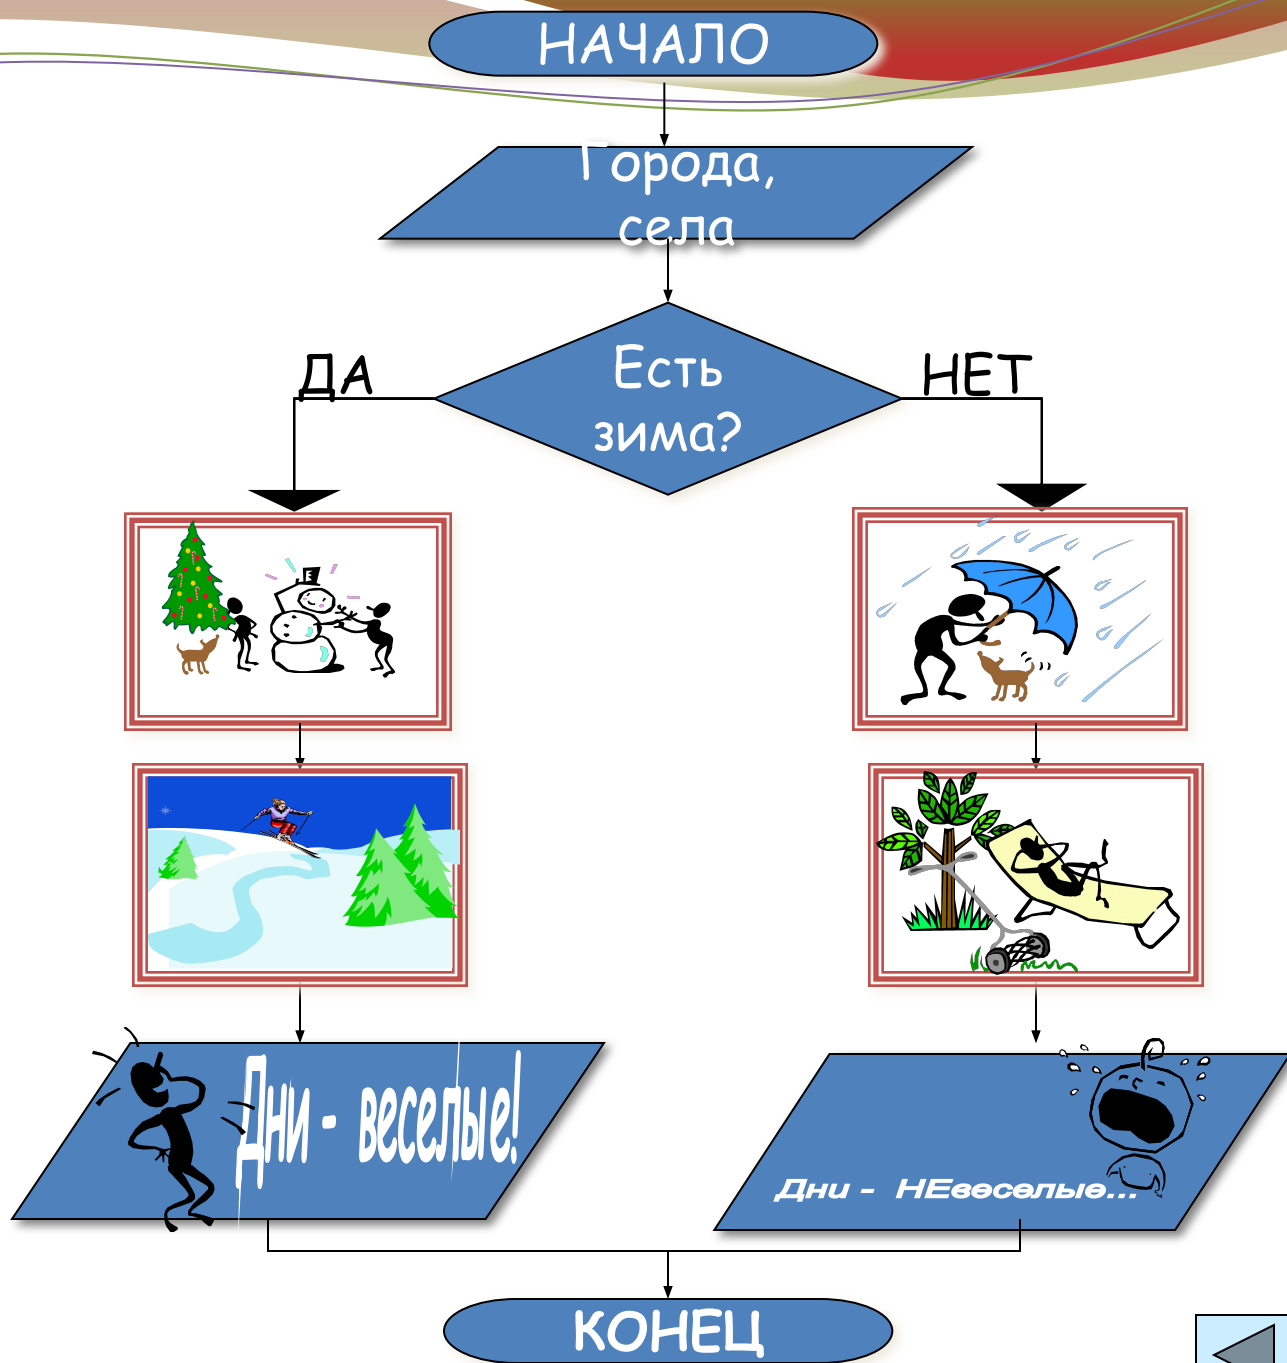 НАЧАЛО
Города,
села
Есть
зима?
ДА
НЕТ
Дни - веселые!
Дни - НЕвеселые...
КОНЕЦ